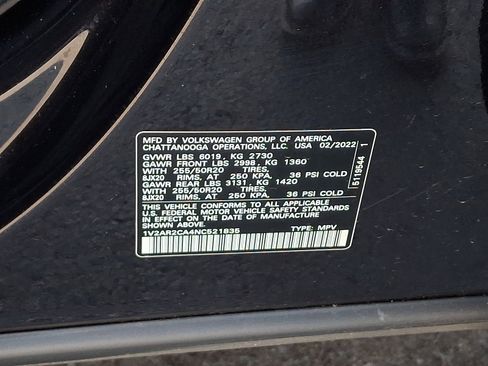 MFD BY VOLKSWAGEN GROUP OF AMERICA
CHATTANOOGA OPERATIONS, LLC. USA 02/2022
GVWR LBS 6019, KG 2730
GAWR FRONT LBS 2998, KG 1360
WITH 255/50R20 TIRES,
8JX20 RIMS, AT 250 KPA 36 PSI COLD
GAWR REAR LBS 3131, KG 1420
WITH 255/50R20 TIRES,
8JX20 RIMS, AT 250 KPA 36 PSI COLD
THIS VEHICLE CONFORMS TO ALL APPLICABLE
U.S. FEDERAL MOTOR VEHICLE SAFETY STANDARDS
IN EFFECT ON THE DATE OF MANUFACTURE
SHOWN ABOVE.
1V2AR2CA4NC521835 TYPE: MPV
5119544 1